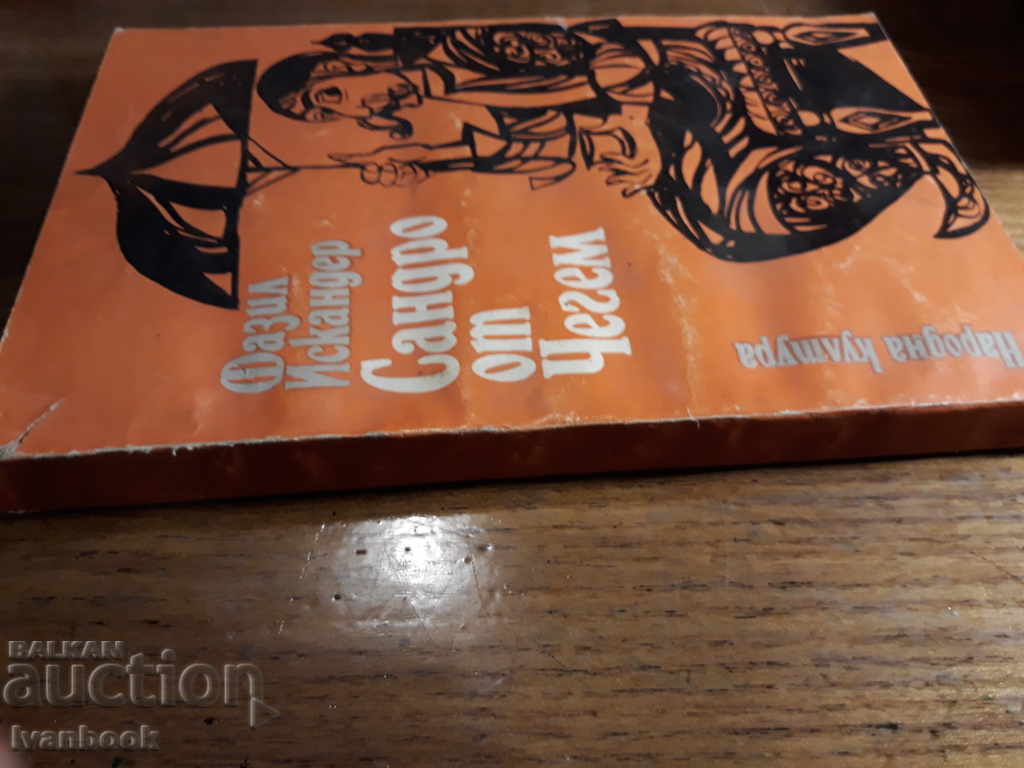 Фазил
Искандер
Сандро
от
Чегем
Народна култура
BALKAN
auction
Ivanbook